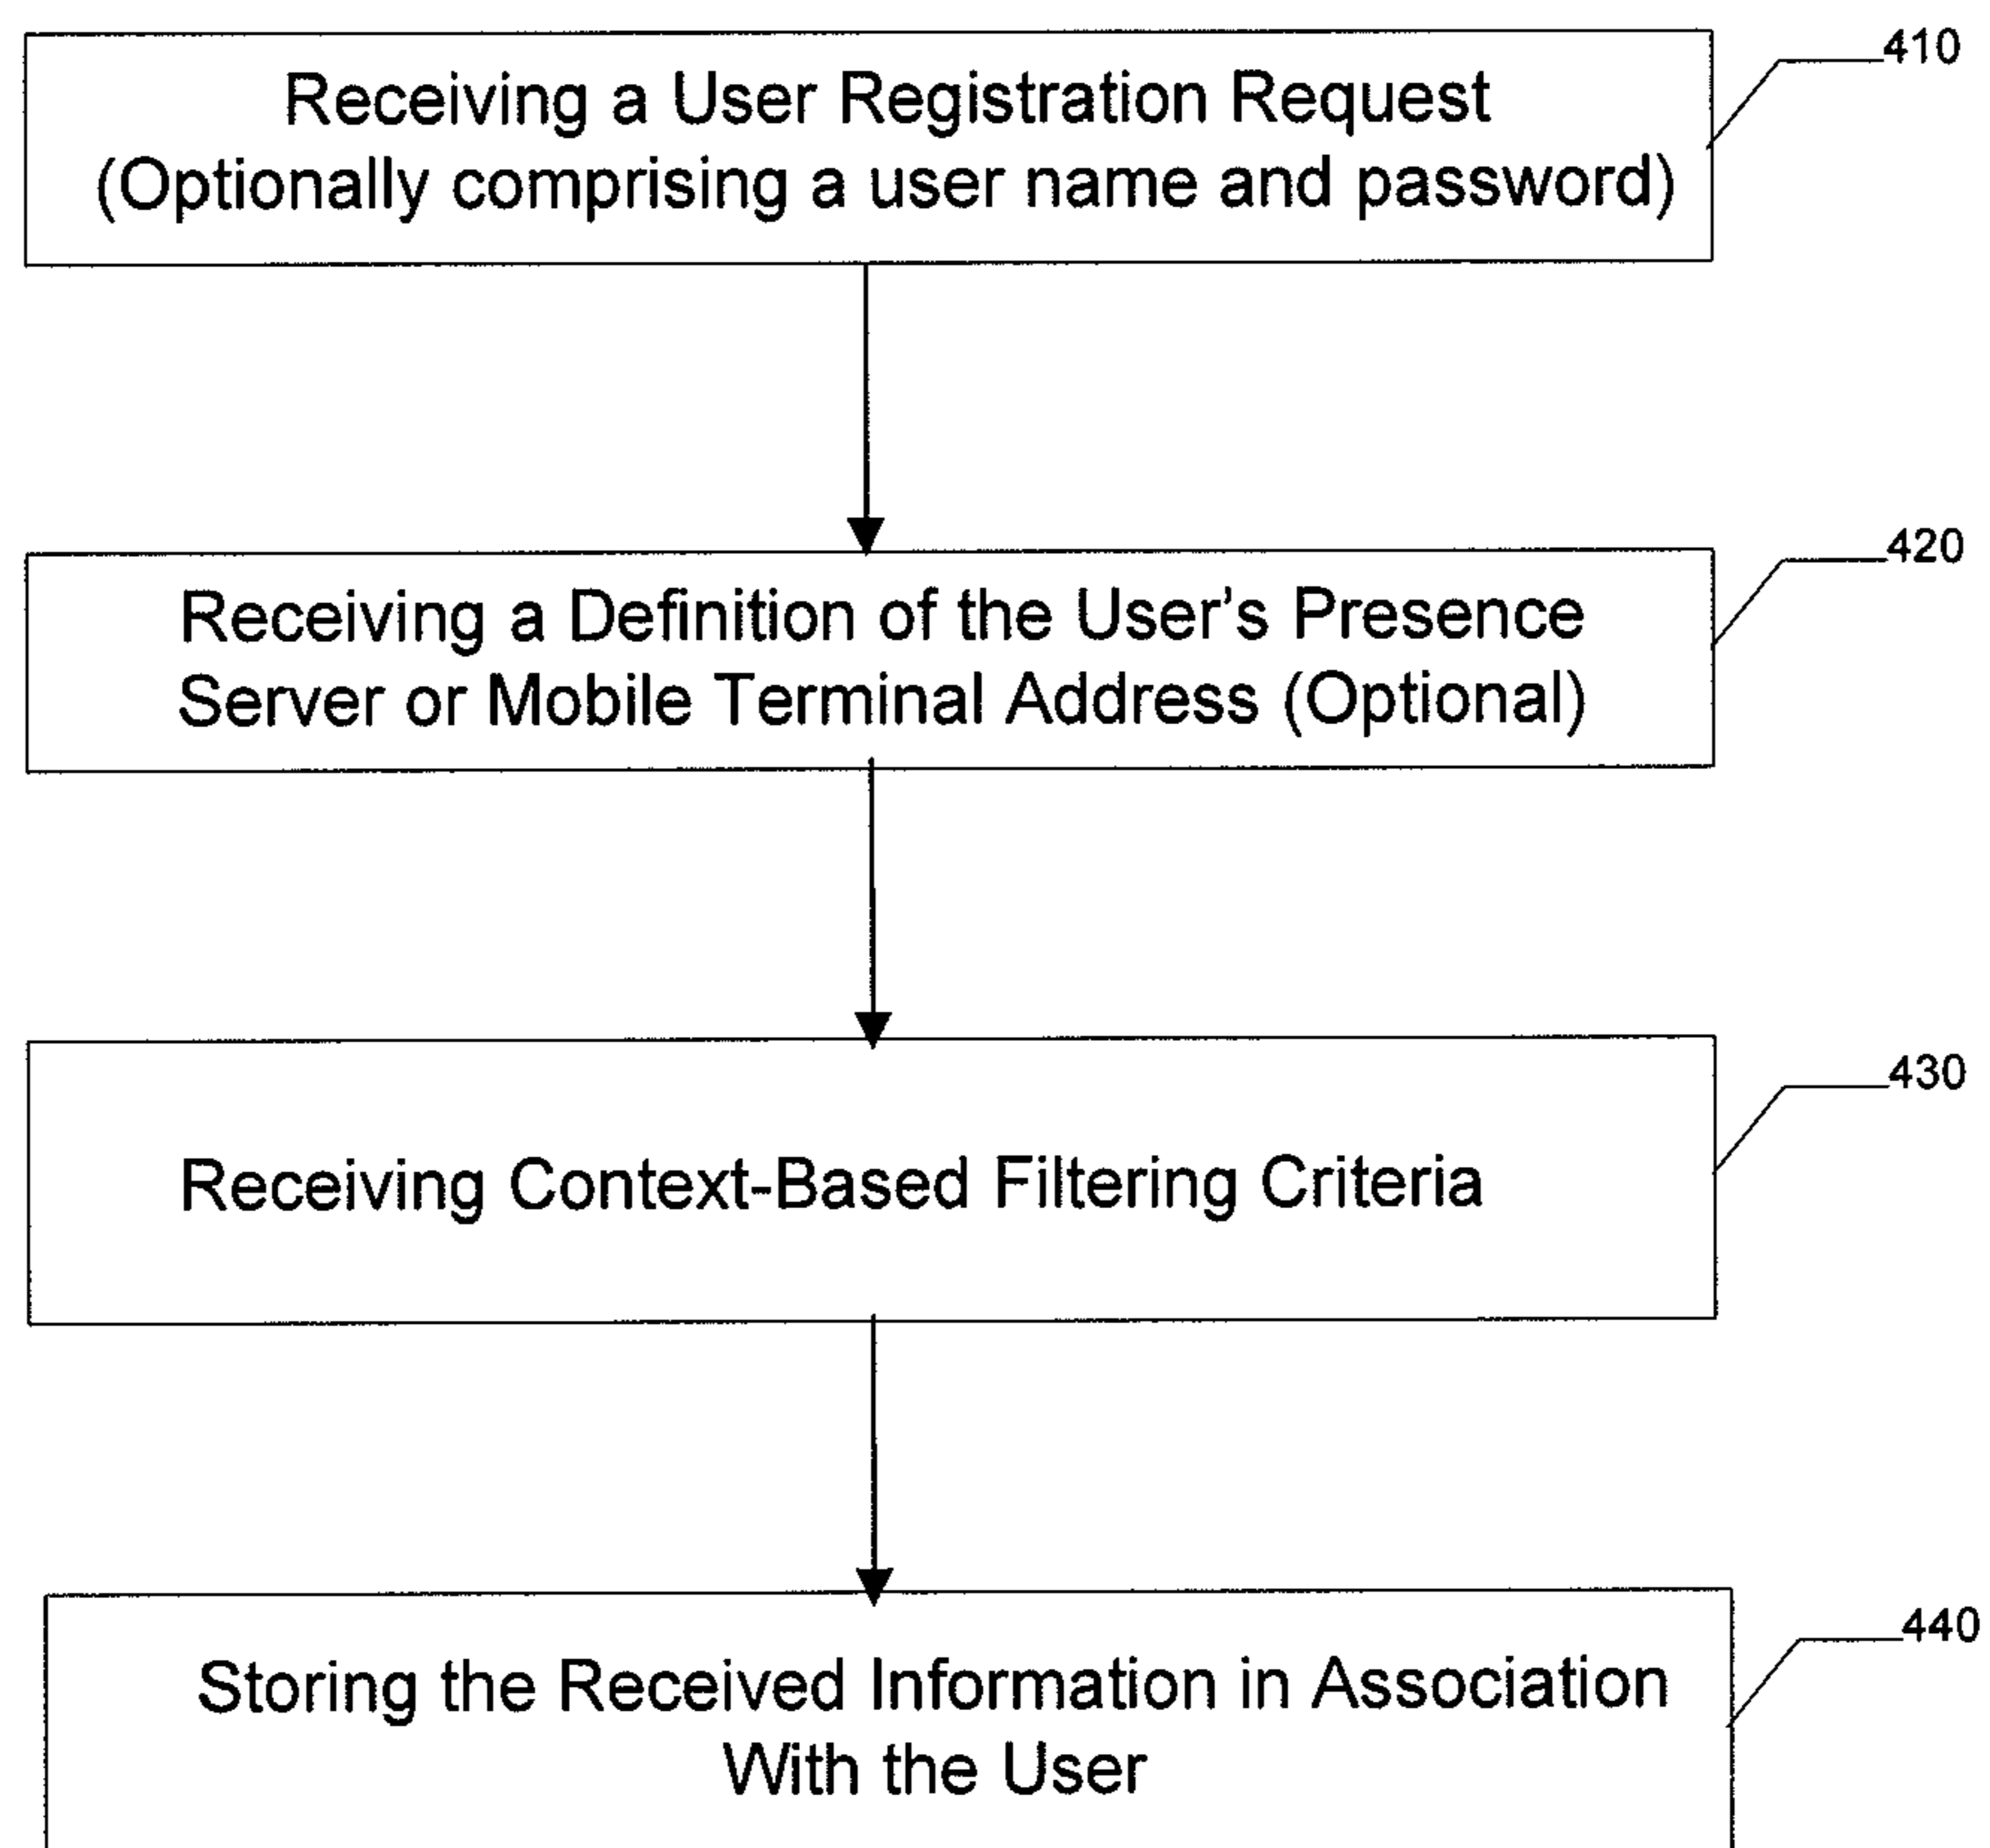 410
Receiving a User Registration Request
(Optionally comprising a user name and password)
420
Receiving a Definition of the User's Presence
Server or Mobile Terminal Address (Optional)
430
Receiving Context-Based Filtering Criteria
440
Storing the Received Information in Association
With the User